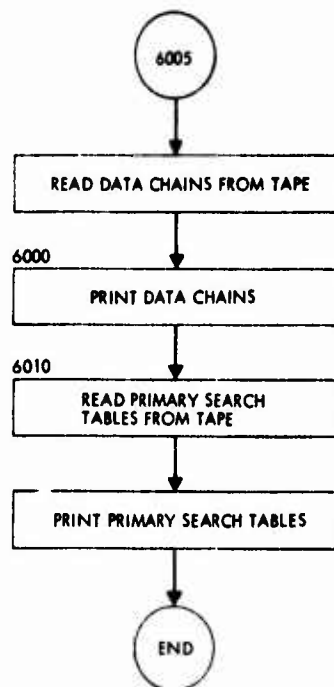 6005
READ DATA CHAINS FROM TAPE
6000
PRINT DATA CHAINS
6010
READ PRIMARY SEARCH
TABLES FROM TAPE
PRINT PRIMARY SEARCH TABLES
END